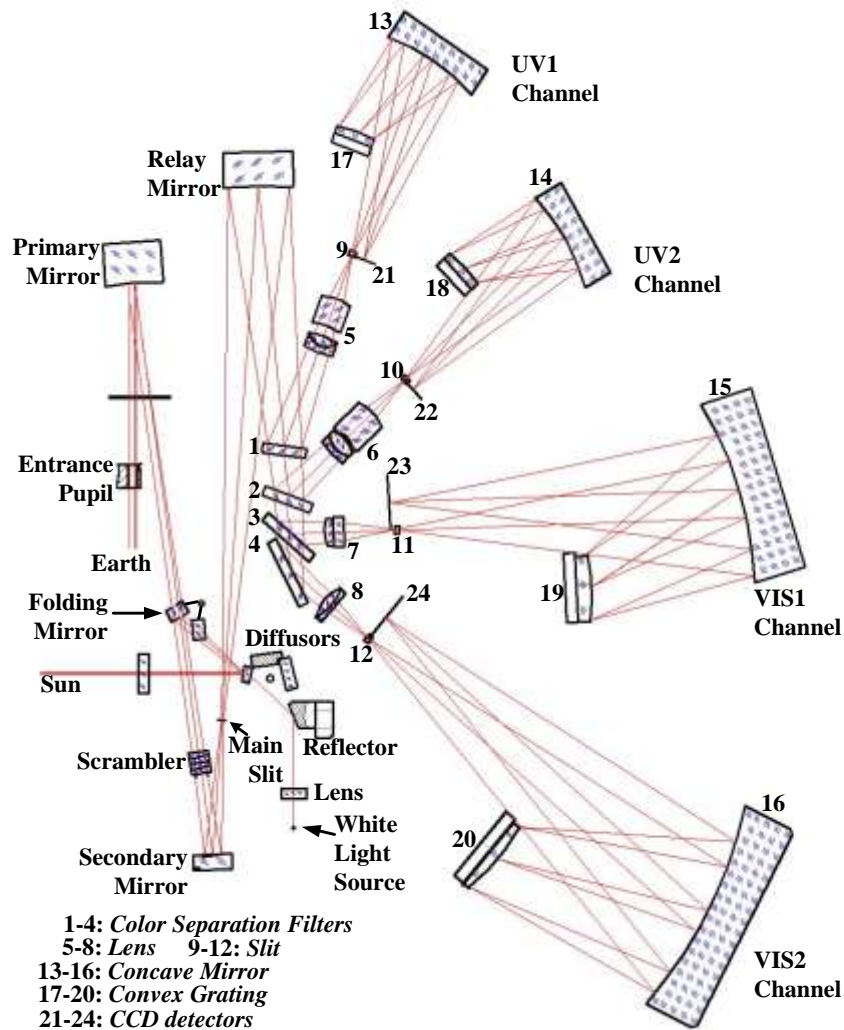 13
UV1
Channel
17
Relay
Mirror
14
9
21
Primary
Mirror
UV2
Channel
18
5
10
22
15
1
6
23
Entrance
Pupil
2
3
4
7
11
Earth
8
24
19
VIS1
Channel
Folding
Mirror
Diffusors
12
Sun
Main
Slit
Reflector
Scrambler
Lens
16
White
Light
Source
20
Secondary
Mirror
1-4: Color Separation Filters
5-8: Lens 9-12: Slit
13-16: Concave Mirror
17-20: Convex Grating
21-24: CCD detectors
VIS2
Channel